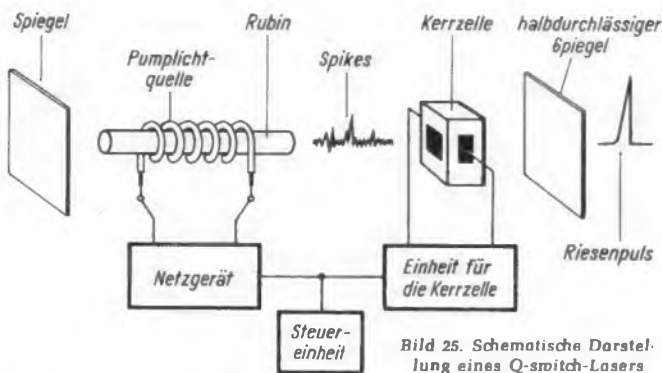 Spiegel
Pumplicht-
quelle
Rubin
Spikes
Kerrzelle
halbdurchlässiger
Spiegel
Riesenpuls
Netzgerät
Einheit für
die Kerrzelle
Steuer-
einheit
Bild 25. Schematische Darstel-
lung eines Q-switch-Lasers